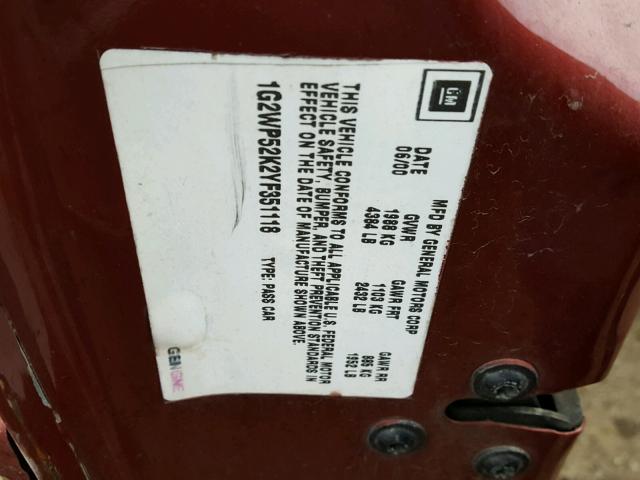 GM
MFD BY GENERAL MOTORS CORP
DATE GVWR GAWR FRT GAWR RR
06/00 1988 KG 1103 KG 885 KG
4384 LB 2432 LB 1952 LB
THIS VEHICLE CONFORMS TO ALL APPLICABLE U.S. FEDERAL MOTOR
VEHICLE SAFETY, BUMPER, AND THEFT PREVENTION STANDARDS IN
EFFECT ON THE DATE OF MANUFACTURE SHOWN ABOVE.
1G2WP52K2YF351118 TYPE: PASS CAR